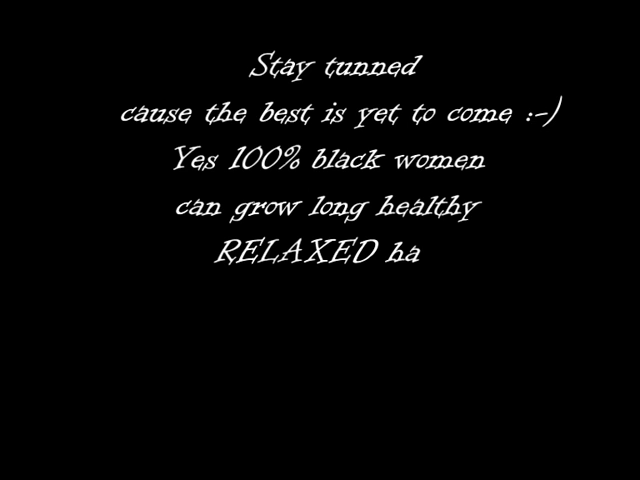 Stay tunned
cause the best is yet to come :-)
Yes 100% black women
can grow long healthy
RELAXED ha